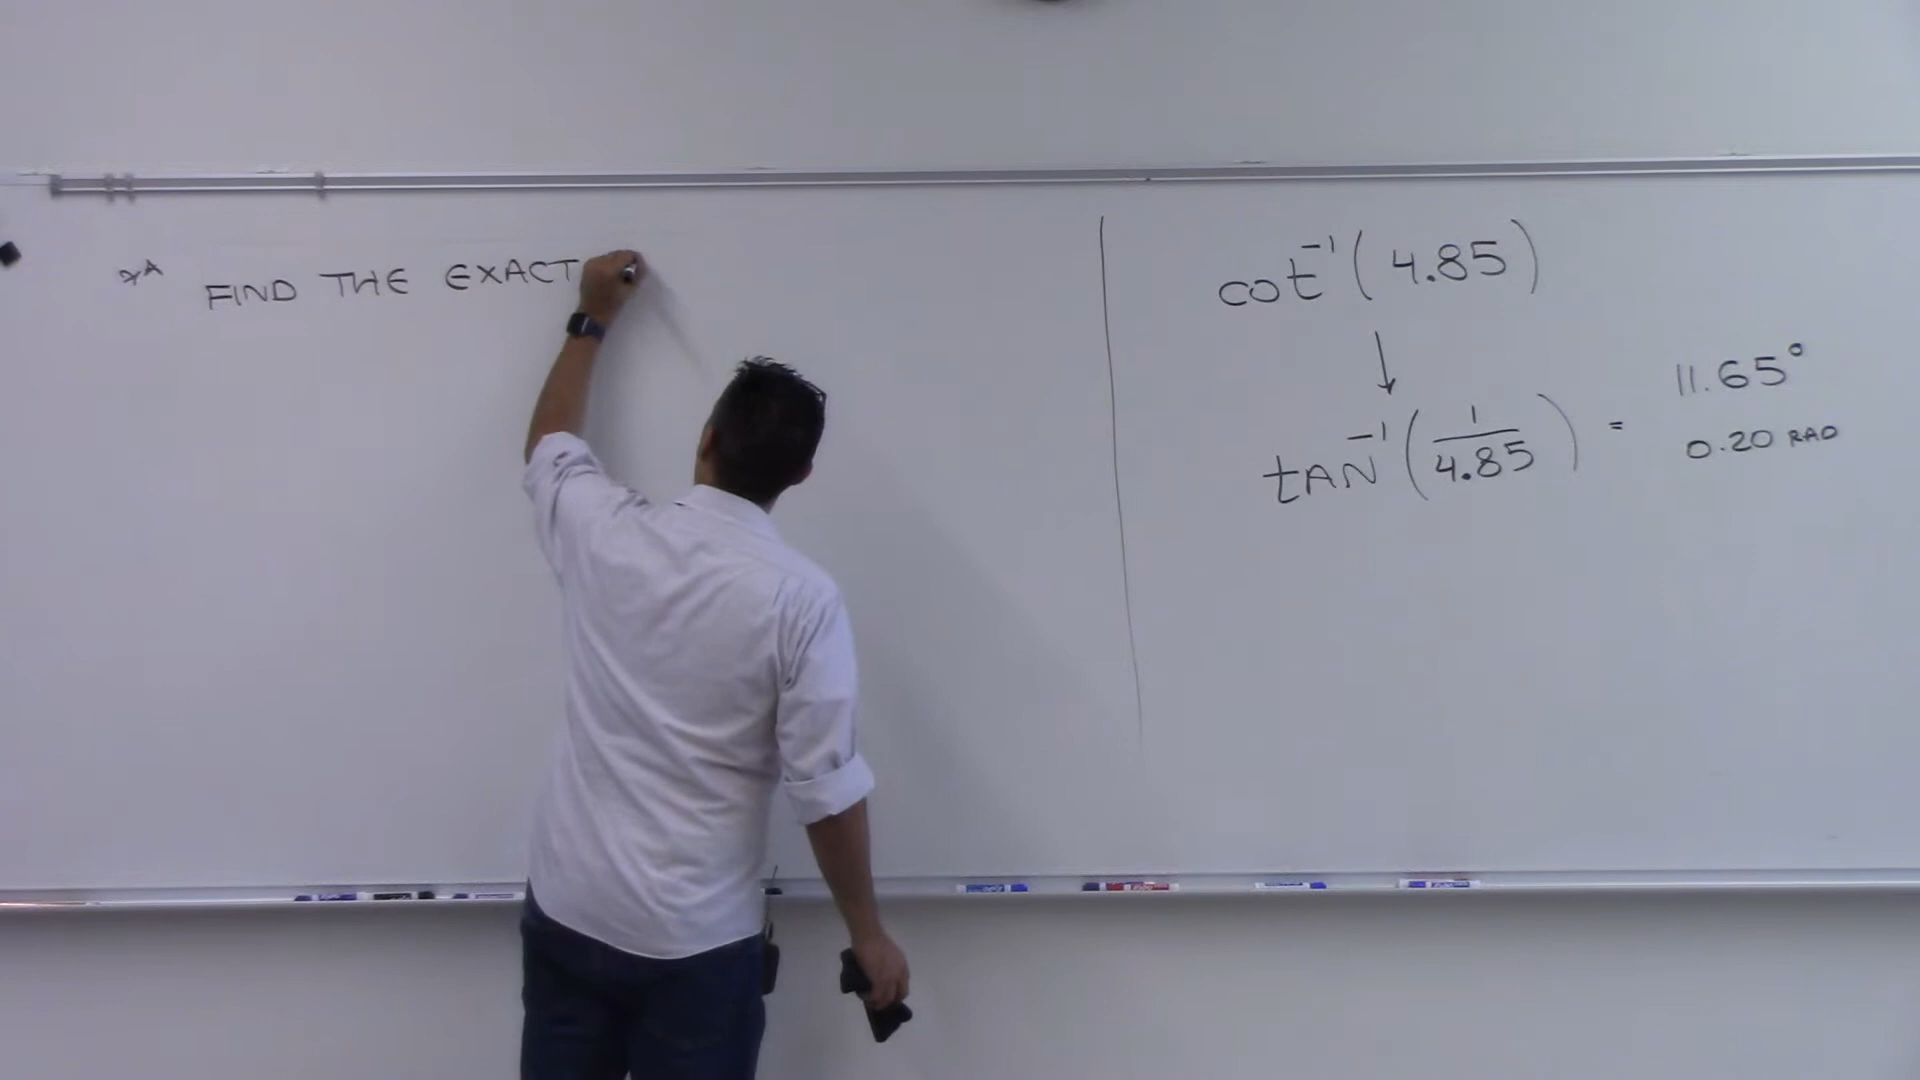 FIND THE EXACT
cot⁻¹(4.85)
↓
tAN⁻¹(1/4.85) = 11.65°
0.20 RAD